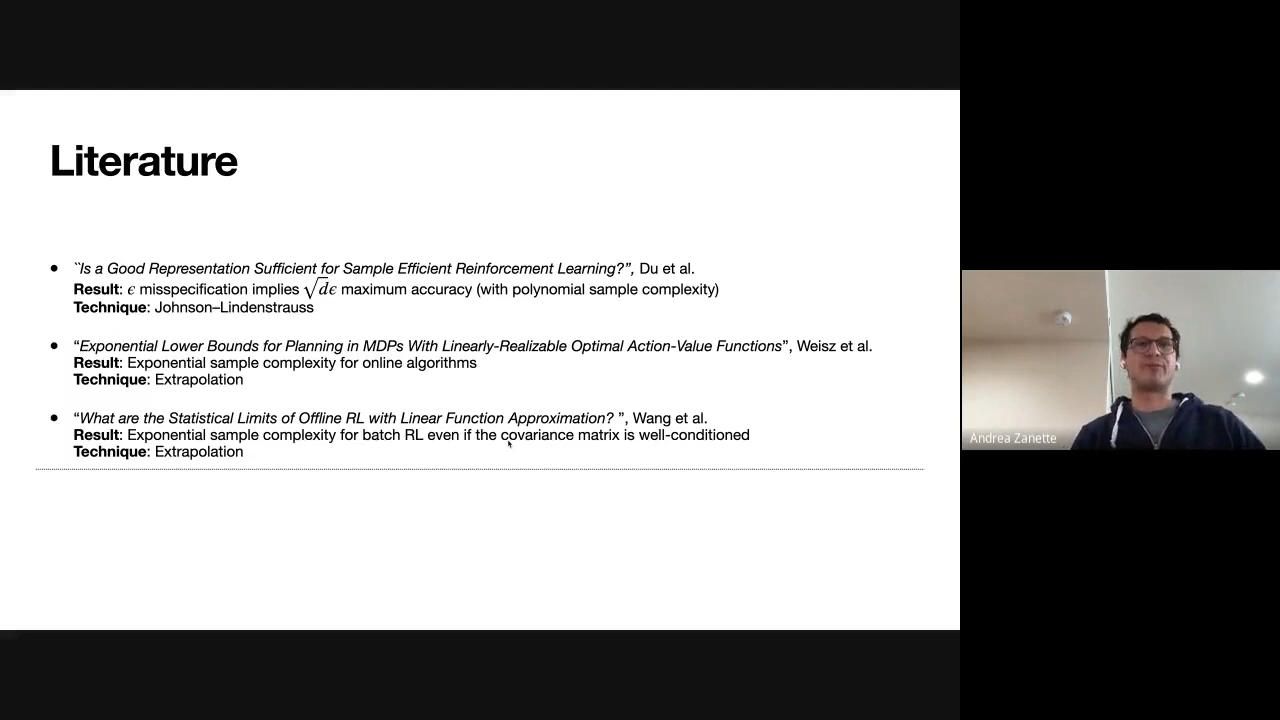 Literature
• ``Is a Good Representation Sufficient for Sample Efficient Reinforcement Learning?”, Du et al.
Result: ϵ misspecification implies √dϵ maximum accuracy (with polynomial sample complexity)
Technique: Johnson–Lindenstrauss
• “Exponential Lower Bounds for Planning in MDPs With Linearly-Realizable Optimal Action-Value Functions”, Weisz et al.
Result: Exponential sample complexity for online algorithms
Technique: Extrapolation
• “What are the Statistical Limits of Offline RL with Linear Function Approximation? ”, Wang et al.
Result: Exponential sample complexity for batch RL even if the covariance matrix is well-conditioned
Technique: Extrapolation
Andrea Zanette